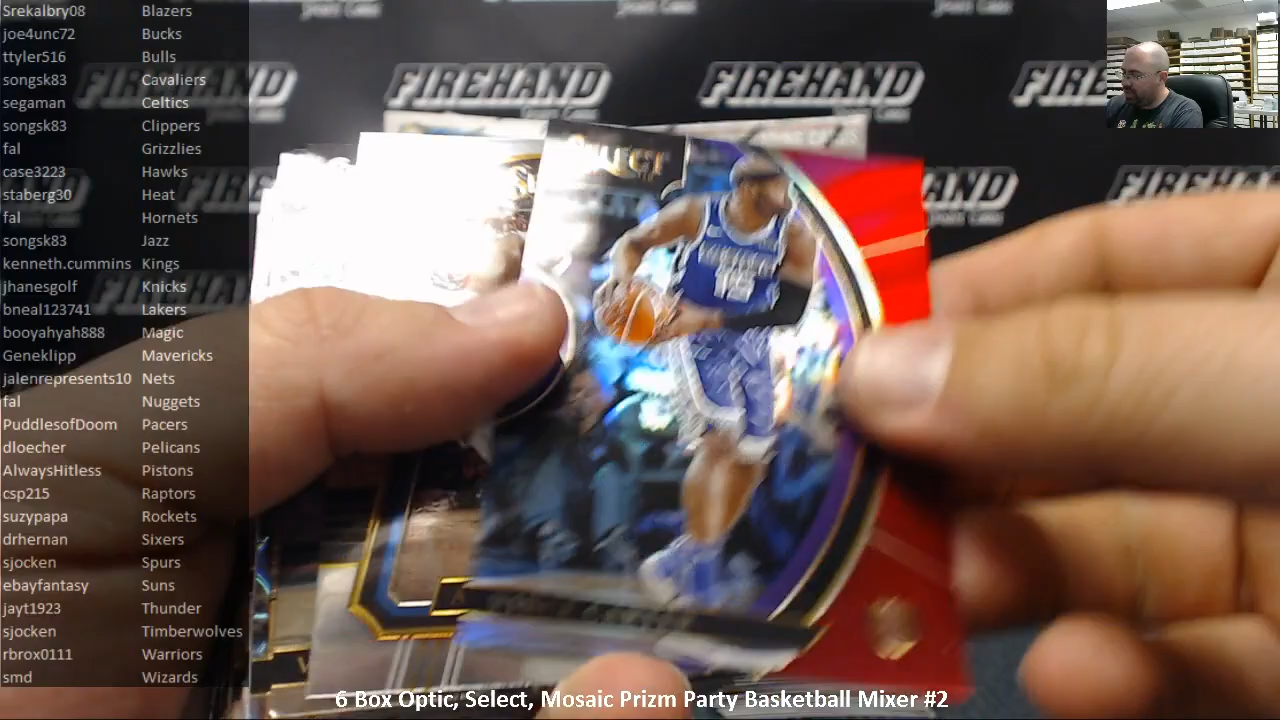 Srekalbry08 Blazers
joe4unc72 Bucks
ttyler516 Bulls
songsk83 Cavaliers
segaman Celtics
songsk83 Clippers
fal Grizzlies
case3223 Hawks
staberg30 Heat
fal Hornets
songsk83 Jazz
kenneth.cummins Kings
jhanesgolf Knicks
bneal123741 Lakers
booyahyah888 Magic
Geneklipp Mavericks
jalenrepresents10 Nets
fal Nuggets
PuddlesofDoom Pacers
dloecher Pelicans
AlwaysHitless Pistons
csp215 Raptors
suzypapa Rockets
drhernan Sixers
sjocken Spurs
ebayfantasy Suns
jayt1923 Thunder
sjocken Timberwolves
rbrox0111 Warriors
smd Wizards
FIREHAND
FIREHAND
FIREHAND
SELECT
15
6 Box Optic, Select, Mosaic Prizm Party Basketball Mixer #2